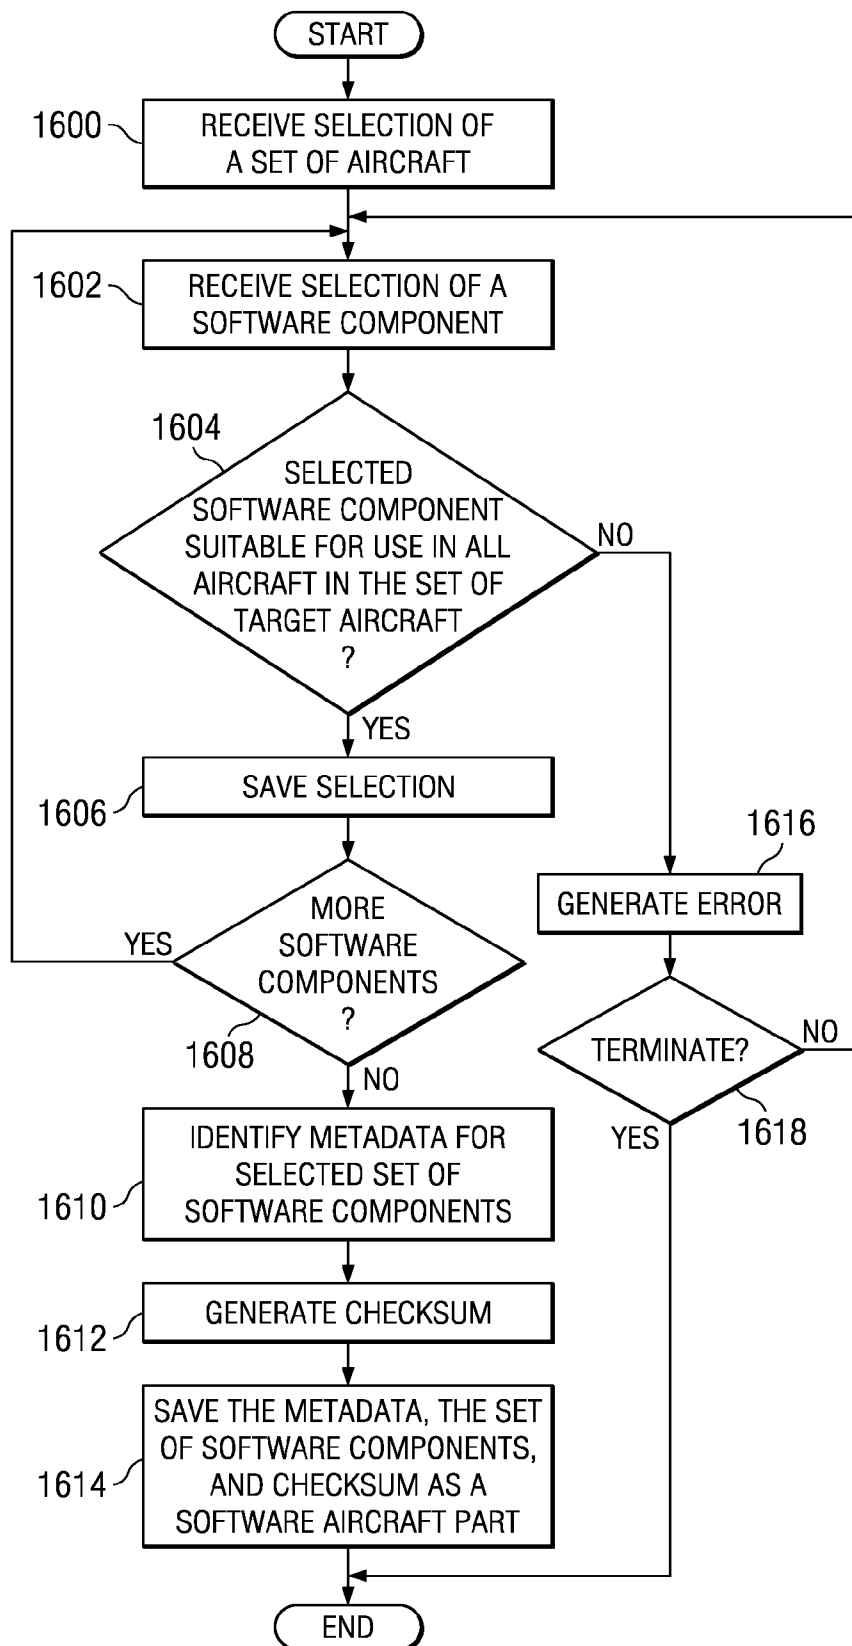 START
1600
RECEIVE SELECTION OF
A SET OF AIRCRAFT
1602
RECEIVE SELECTION OF A
SOFTWARE COMPONENT
1604
SELECTED
SOFTWARE COMPONENT
SUITABLE FOR USE IN ALL
AIRCRAFT IN THE SET OF
TARGET AIRCRAFT
?
NO
YES
SAVE SELECTION
1606
1616
GENERATE ERROR
MORE
SOFTWARE
COMPONENTS
?
YES
1608
NO
TERMINATE?
NO
1618
YES
IDENTIFY METADATA FOR
SELECTED SET OF
SOFTWARE COMPONENTS
1610
GENERATE CHECKSUM
1612
SAVE THE METADATA, THE SET
OF SOFTWARE COMPONENTS,
AND CHECKSUM AS A
SOFTWARE AIRCRAFT PART
1614
END